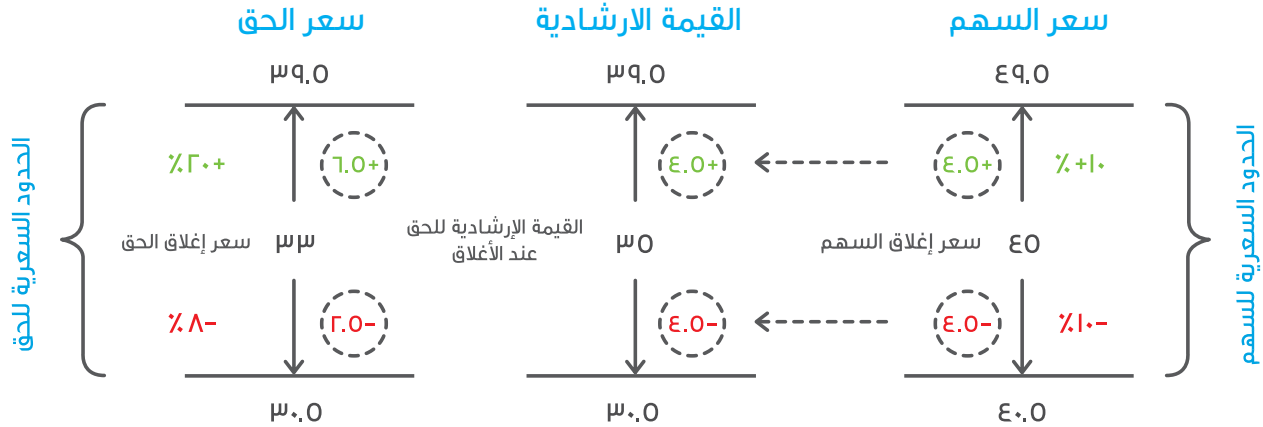 سعر السهم
القيمة الارشادية
سعر الحق
٤٩.٥
٣٩.٥
٣٩.٥
الحدود السعرية للسهم
+١٠٪
+٤.٥
+٤.٥
+٦.٥
+٢٠٪
الحدود السعرية للحق
٤٥
سعر إغلاق السهم
٣٥
القيمة الإرشادية للحق
عند الأغلاق
٣٣
سعر إغلاق الحق
-١٠٪
-٤.٥
-٤.٥
-٢.٥
-٨٪
٤٠.٥
٣٠.٥
٣٠.٥